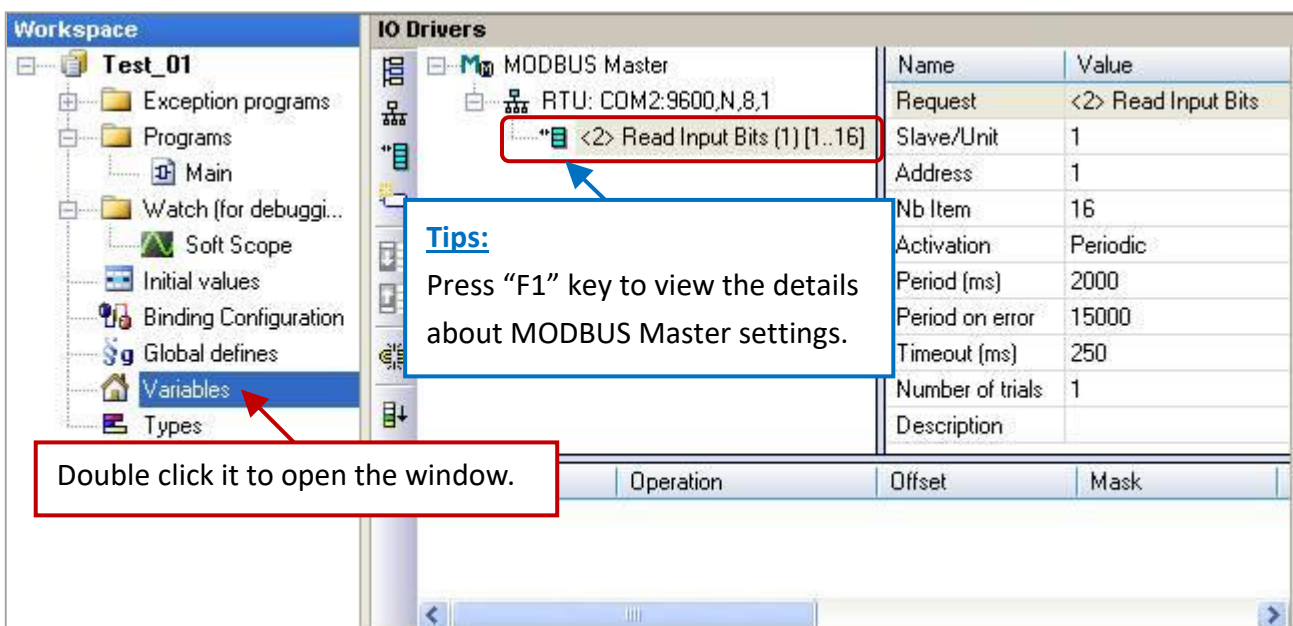 Workspace
Test_01
Exception programs
Programs
Main
Watch (for debuggi...
Soft Scope
Initial values
Binding Configuration
Global defines
Variables
Types
Double click it to open the window.
IO Drivers
MODBUS Master
RTU: COM2:9600,N,8,1
<2> Read Input Bits (1) [1..16]
Tips:
Press “F1” key to view the details
about MODBUS Master settings.
Name Value
Request <2> Read Input Bits
Slave/Unit 1
Address 1
Nb Item 16
Activation Periodic
Period (ms) 2000
Period on error 15000
Timeout (ms) 250
Number of trials 1
Description
Operation Offset Mask